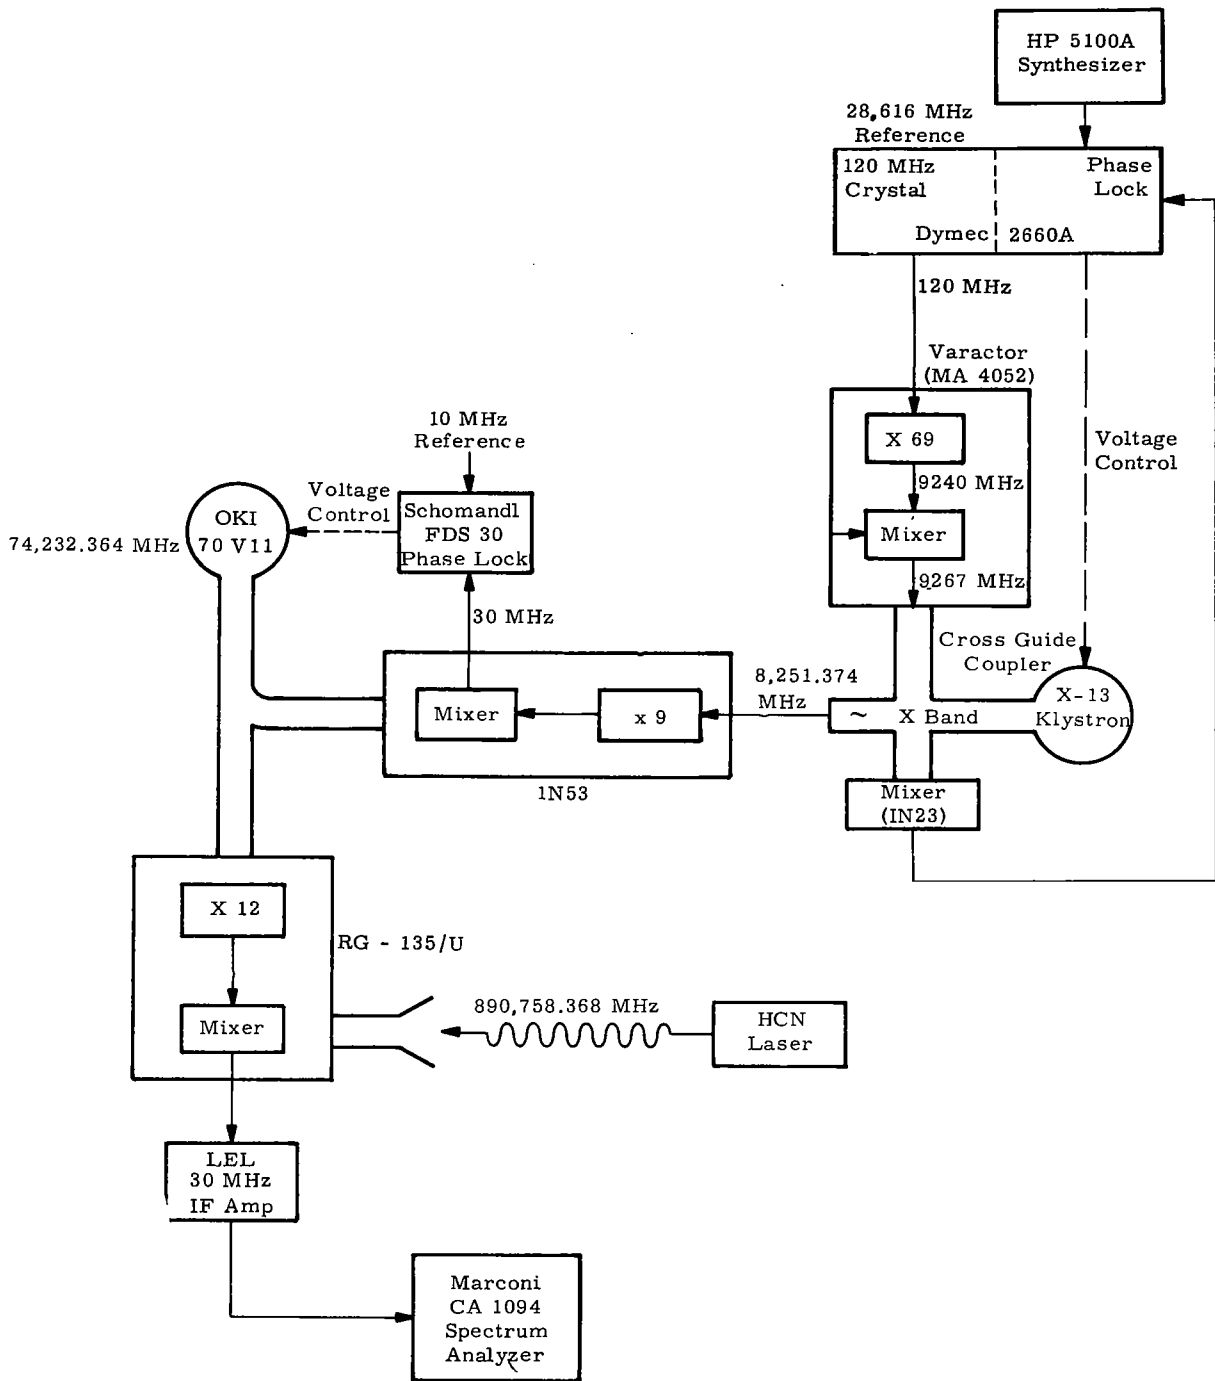 HP 5100A
Synthesizer
28,616 MHz
Reference
120 MHz
Crystal
Phase
Lock
Dymec 2660A
120 MHz
Varactor
(MA 4052)
X 69
9240 MHz
Mixer
9267 MHz
Voltage
Control
Cross Guide
Coupler
X-13
Klystron
X Band
~
8,251.374
MHz
Mixer
(IN23)
10 MHz
Reference
Voltage
Control
Schomandl
FDS 30
Phase Lock
OKI
70 V11
74,232.364 MHz
30 MHz
Mixer
x 9
1N53
X 12
RG - 135/U
Mixer
890,758.368 MHz
HCN
Laser
LEL
30 MHz
IF Amp
Marconi
CA 1094
Spectrum
Analyzer